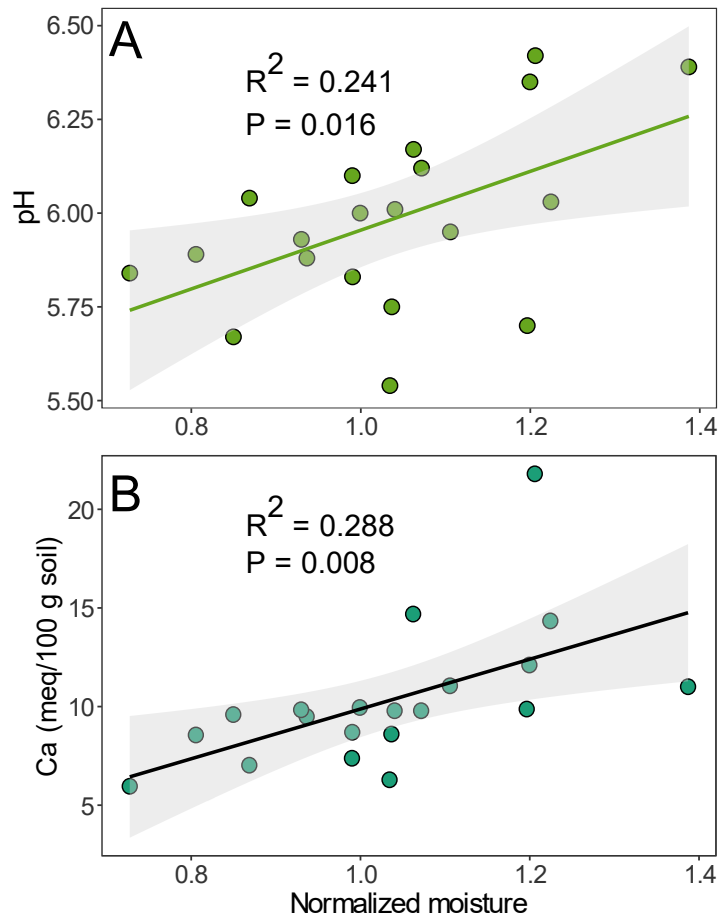 A
R² = 0.241
P = 0.016
pH
6.50
6.25
6.00
5.75
5.50
0.8 1.0 1.2 1.4
B
R² = 0.288
P = 0.008
Ca (meq/100 g soil)
20
15
10
5
0.8 1.0 1.2 1.4
Normalized moisture